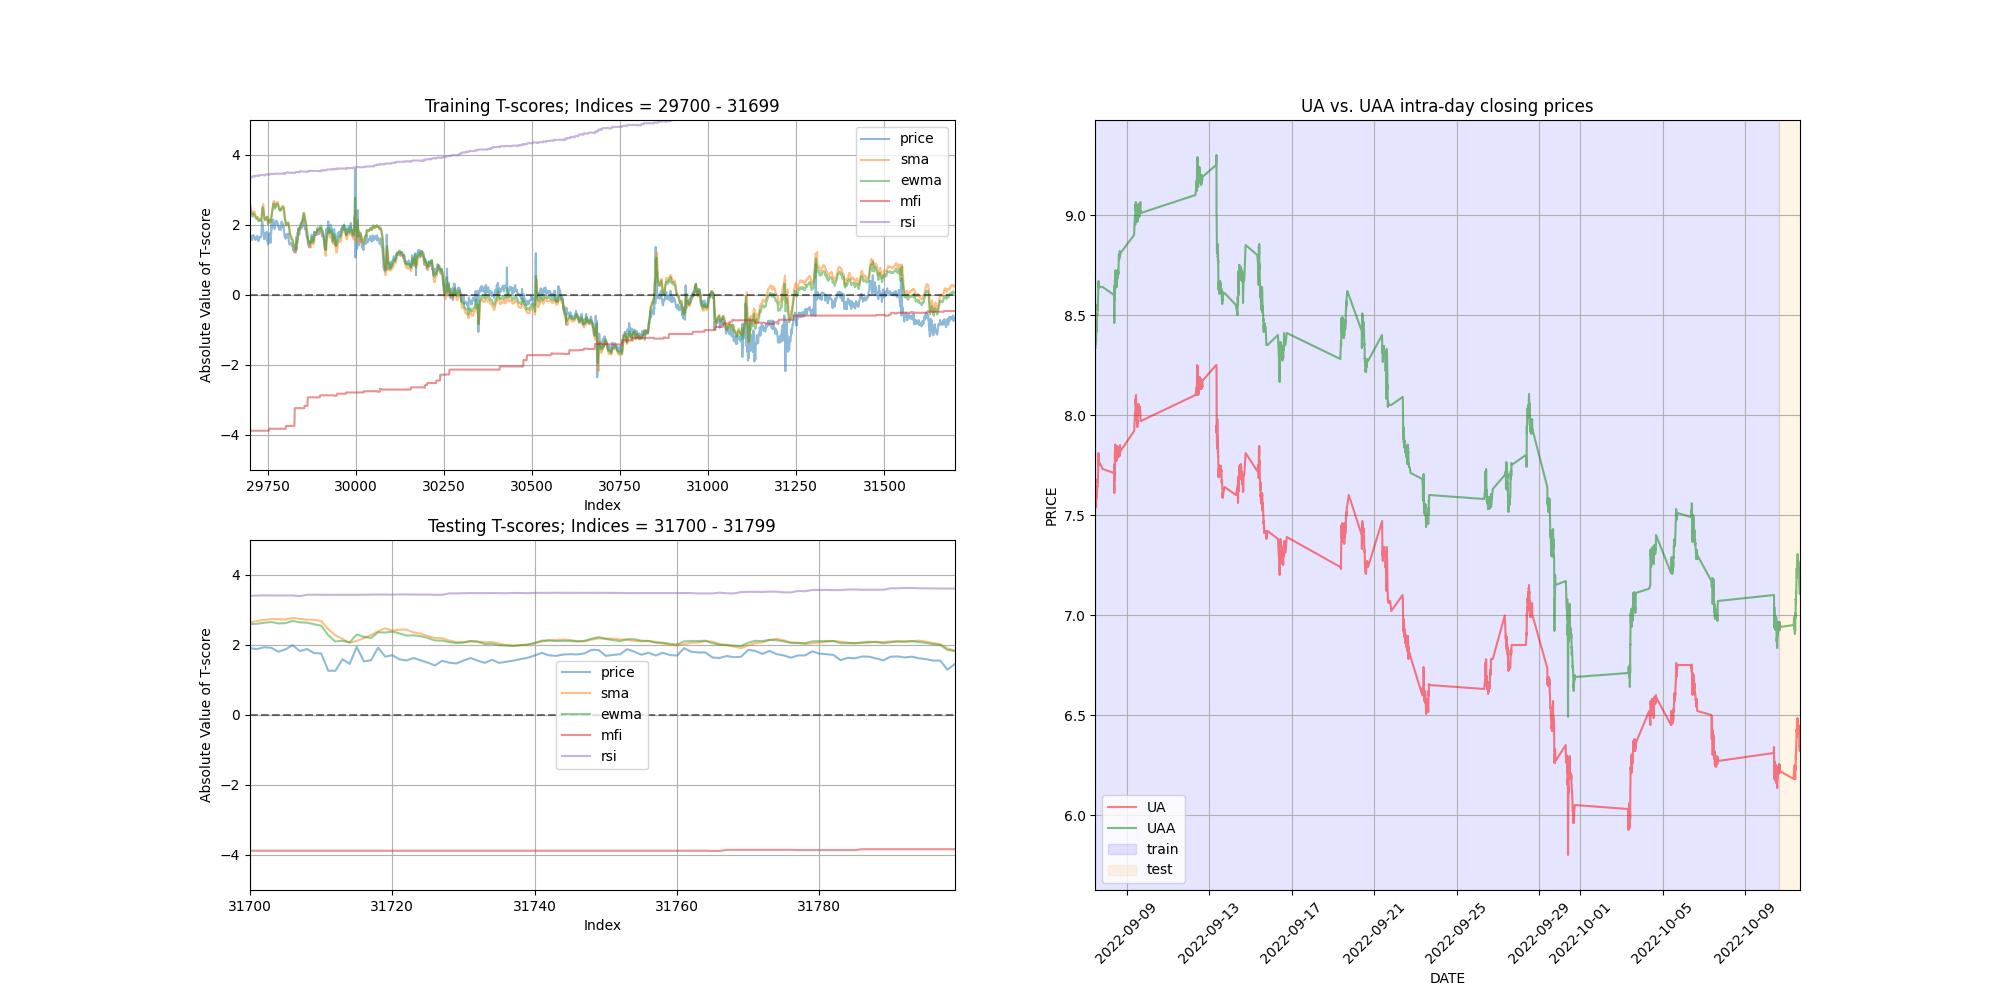 Training T-scores; Indices = 29700 - 31699
Absolute Value of T-score
4
2
0
−2
−4
29750 30000 30250 30500 30750 31000 31250 31500
Index
price
sma
ewma
mfi
rsi
Testing T-scores; Indices = 31700 - 31799
Absolute Value of T-score
4
2
0
−2
−4
31700 31720 31740 31760 31780
Index
price
sma
ewma
mfi
rsi
UA vs. UAA intra-day closing prices
PRICE
9.0
8.5
8.0
7.5
7.0
6.5
6.0
UA
UAA
train
test
2022-09-09 2022-09-13 2022-09-17 2022-09-21 2022-09-25 2022-09-29 2022-10-01 2022-10-05 2022-10-09
DATE